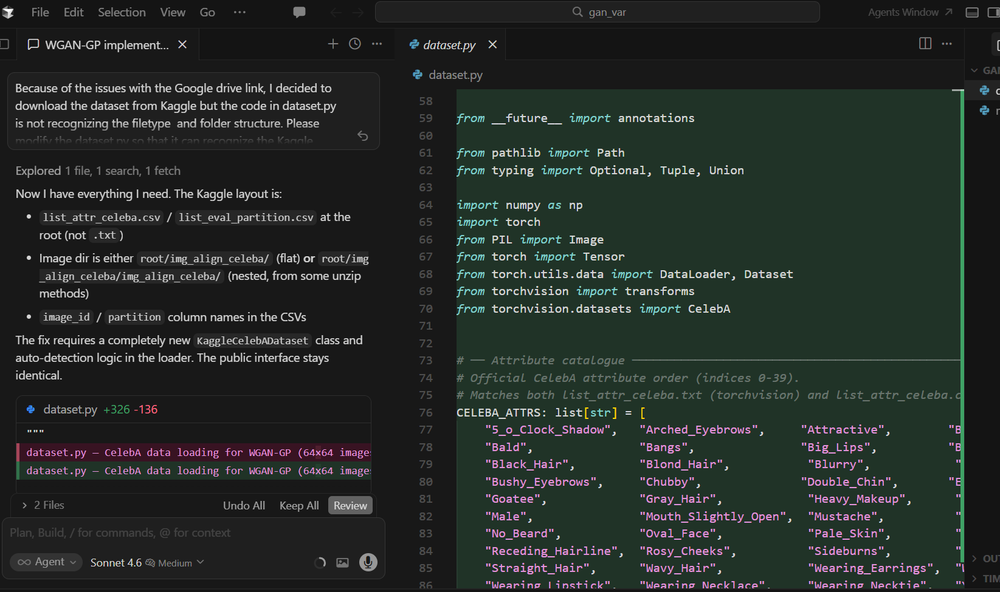 File Edit Selection View Go ···
gan_var
Agents Window ↗
WGAN-GP implement...
Because of the issues with the Google drive link, I decided to
download the dataset from Kaggle but the code in dataset.py
is not recognizing the filetype and folder structure. Please
modify the dataset.py so that it can recognize the Kaggle
Explored 1 file, 1 search, 1 fetch
Now I have everything I need. The Kaggle layout is:
• list_attr_celeba.csv / list_eval_partition.csv at the
root (not .txt )
• Image dir is either root/img_align_celeba/ (flat) or root/img
_align_celeba/img_align_celeba/ (nested, from some unzip
methods)
• image_id / partition column names in the CSVs
The fix requires a completely new KaggleCelebADataset class and
auto-detection logic in the loader. The public interface stays
identical.
dataset.py +326 -136
"""
dataset.py — CelebA data loading for WGAN-GP (64×64 images
dataset.py — CelebA data loading for WGAN-GP (64x64 images
2 Files
Undo All Keep All Review
Plan, Build, / for commands, @ for context
Agent
Sonnet 4.6 Medium
dataset.py
dataset.py
58
59 from __future__ import annotations
60
61 from pathlib import Path
62 from typing import Optional, Tuple, Union
63
64 import numpy as np
65 import torch
66 from PIL import Image
67 from torch import Tensor
68 from torch.utils.data import DataLoader, Dataset
69 from torchvision import transforms
70 from torchvision.datasets import CelebA
71
72
73 # ── Attribute catalogue ──────────
74 # Official CelebA attribute order (indices 0-39).
75 # Matches both list_attr_celeba.txt (torchvision) and list_attr_celeba.c
76 CELEBA_ATTRS: list[str] = [
77 "5_o_Clock_Shadow", "Arched_Eyebrows", "Attractive", "B
78 "Bald", "Bangs", "Big_Lips", "B
79 "Black_Hair", "Blond_Hair", "Blurry", "
80 "Bushy_Eyebrows", "Chubby", "Double_Chin", "E
81 "Goatee", "Gray_Hair", "Heavy_Makeup", "
82 "Male", "Mouth_Slightly_Open", "Mustache", "
83 "No_Beard", "Oval_Face", "Pale_Skin", "
84 "Receding_Hairline", "Rosy_Cheeks", "Sideburns", "
85 "Straight_Hair", "Wavy_Hair", "Wearing_Earrings", "W
86 "Wearing_Lipstick", "Wearing_Necklace", "Wearing_Necktie", "Y
GAN
OUT
TIM